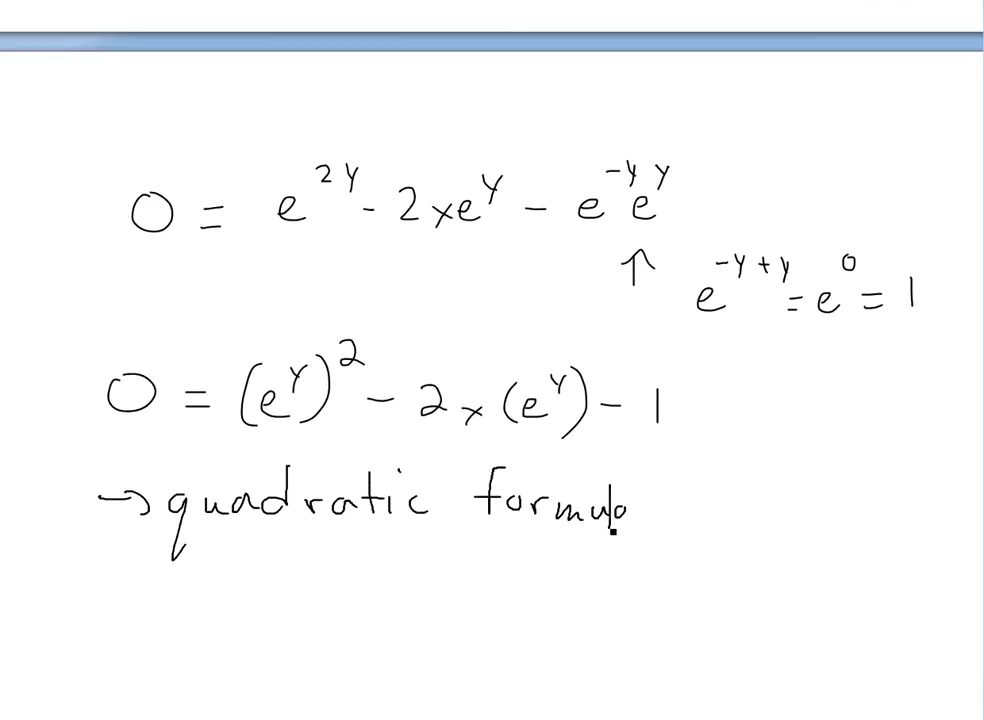 0 = e^{2y} - 2xe^{y} - e^{-y}e^{y}
↑ e^{-y+y} = e^{0} = 1
0 = (e^{y})^{2} - 2x(e^{y}) - 1
→ quadratic formula